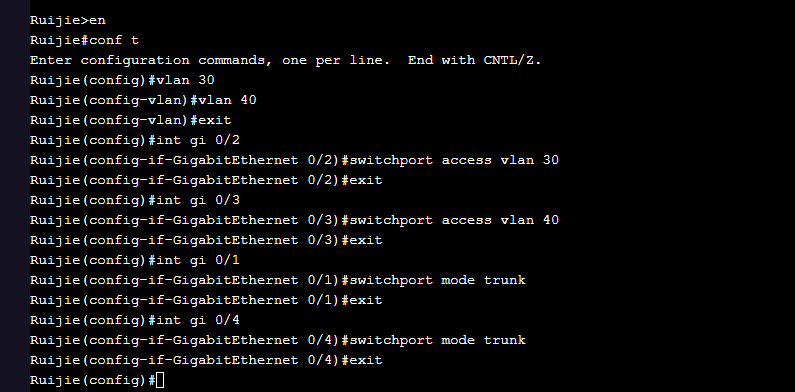 Ruijie>en
Ruijie#conf t
Enter configuration commands, one per line.  End with CNTL/Z.
Ruijie(config)#vlan 30
Ruijie(config-vlan)#vlan 40
Ruijie(config-vlan)#exit
Ruijie(config)#int gi 0/2
Ruijie(config-if-GigabitEthernet 0/2)#switchport access vlan 30
Ruijie(config-if-GigabitEthernet 0/2)#exit
Ruijie(config)#int gi 0/3
Ruijie(config-if-GigabitEthernet 0/3)#switchport access vlan 40
Ruijie(config-if-GigabitEthernet 0/3)#exit
Ruijie(config)#int gi 0/1
Ruijie(config-if-GigabitEthernet 0/1)#switchport mode trunk
Ruijie(config-if-GigabitEthernet 0/1)#exit
Ruijie(config)#int gi 0/4
Ruijie(config-if-GigabitEthernet 0/4)#switchport mode trunk
Ruijie(config-if-GigabitEthernet 0/4)#exit
Ruijie(config)#